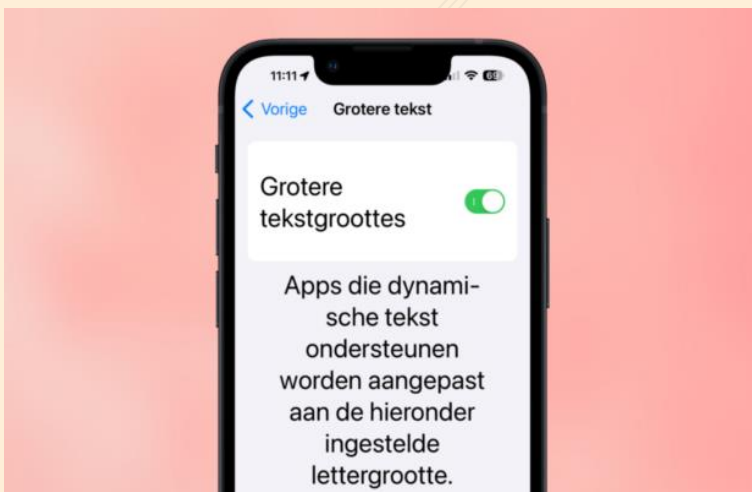 11:11
69
Vorige Grotere tekst
Grotere
tekstgroottes
Apps die dynami-
sche tekst
ondersteunen
worden aangepast
aan de hieronder
ingestelde
lettergrootte.